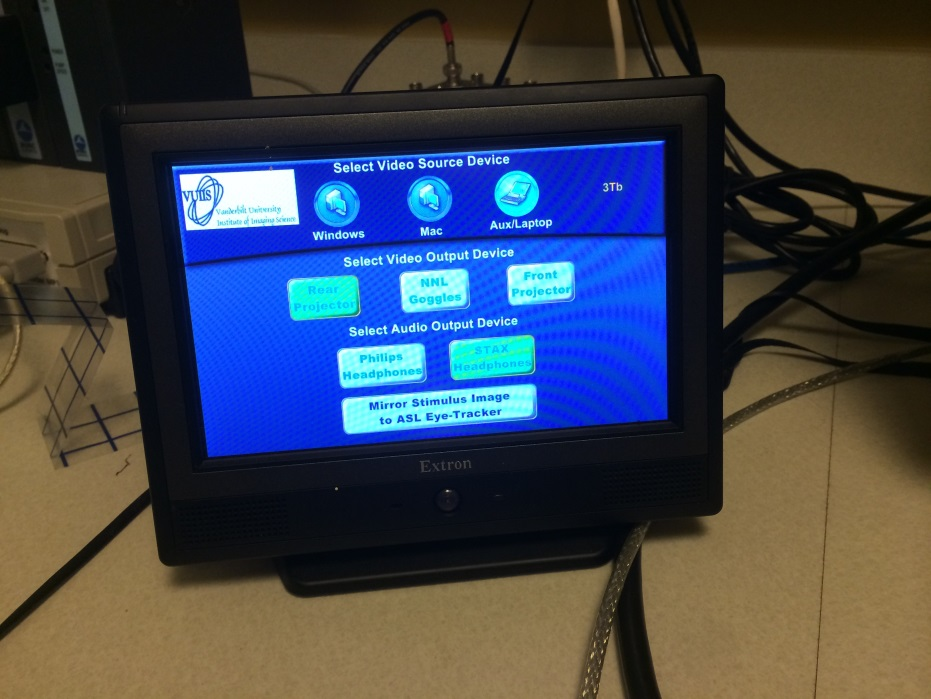 Select Video Source Device
VUIIS
Vanderbilt University
Institute of Imaging Science
3Tb
Windows
Mac
Aux/Laptop
Select Video Output Device
Rear
Projector
NNL
Goggles
Front
Projector
Select Audio Output Device
Philips
Headphones
STAX
Headphones
Mirror Stimulus Image
to ASL Eye-Tracker
Extron